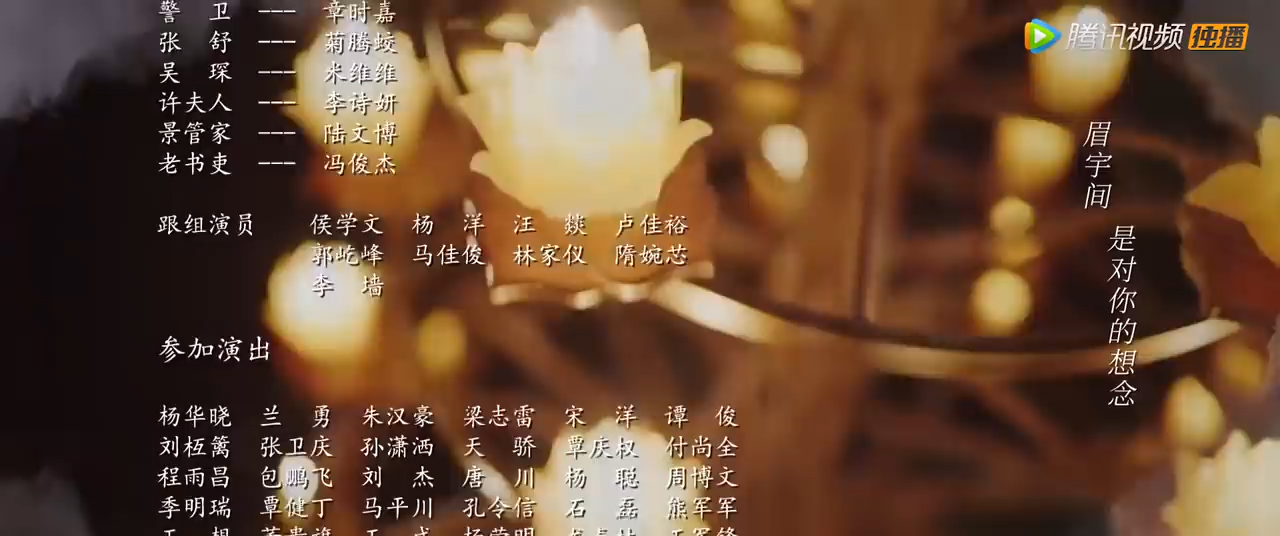 警　卫 --- 章时嘉
张　舒 --- 菊腾蛟
吴　琛 --- 米维维
许夫人 --- 李诗妍
景管家 --- 陆文博
老书吏 --- 冯俊杰
跟组演员　侯学文　杨　洋　汪　燚　卢佳裕
郭屹峰　马佳俊　林家仪　隋婉芯
李　墙
参加演出
杨华晓　兰　勇　朱汉豪　梁志雷　宋　洋　谭　俊
刘枑篱　张卫庆　孙潇洒　天　骄　覃庆权　付尚全
程雨昌　包鹏飞　刘　杰　唐　川　杨　聪　周博文
季明瑞　覃健丁　马平川　孔令信　石　磊　熊军军
腾讯视频 独播
眉宇间
是对你的想念